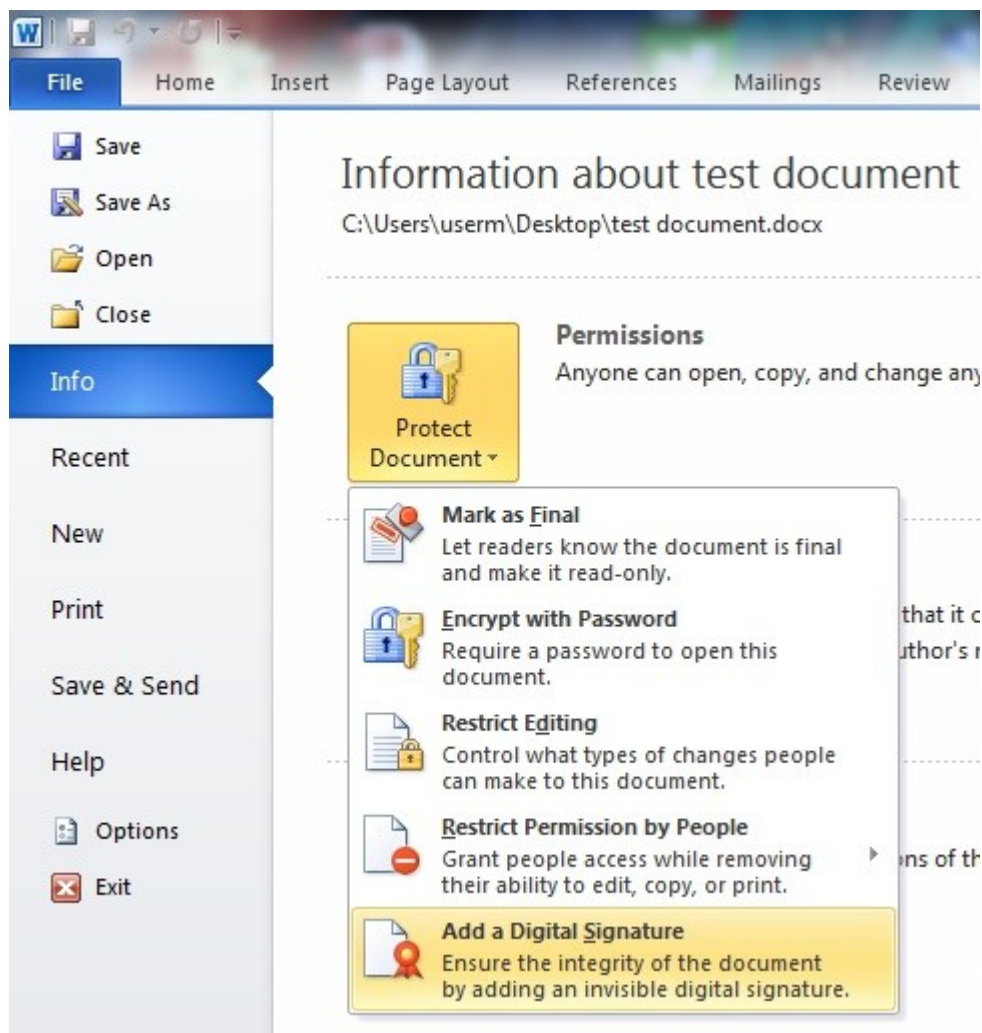 W
File Home Insert Page Layout References Mailings Review
Save
Save As
Open
Close
Info
Recent
New
Print
Save & Send
Help
Options
Exit
Information about test document
C:\Users\userm\Desktop\test document.docx
Protect
Document
Permissions
Anyone can open, copy, and change any
Mark as Final
Let readers know the document is final
and make it read-only.
Encrypt with Password
Require a password to open this
document.
Restrict Editing
Control what types of changes people
can make to this document.
Restrict Permission by People
Grant people access while removing
their ability to edit, copy, or print.
Add a Digital Signature
Ensure the integrity of the document
by adding an invisible digital signature.
that it
of